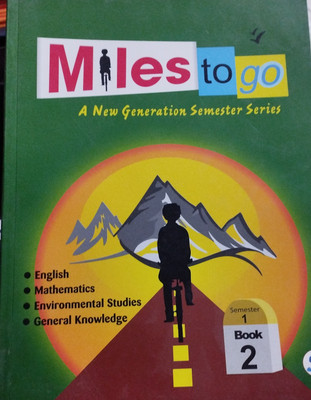 Miles to go
A New Generation Semester Series
English
Mathematics
Environmental Studies
General Knowledge
Semester
1
Book
2